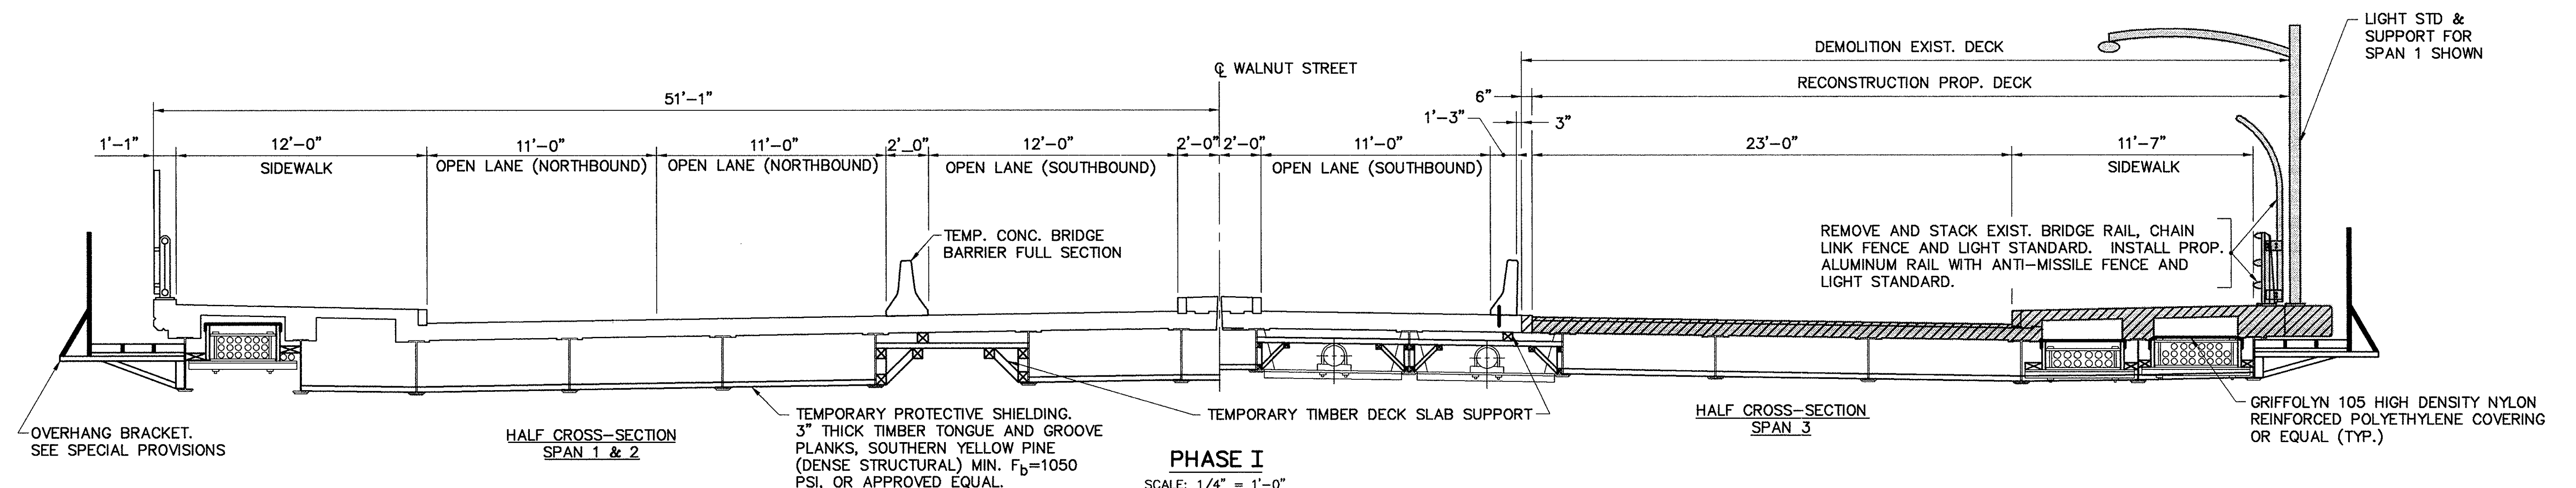 LIGHT STD &
SUPPORT FOR
SPAN 1 SHOWN
DEMOLITION EXIST. DECK
℄ WALNUT STREET
RECONSTRUCTION PROP. DECK
51'-1"
6"
1'-3"
3"
1'-1"
12'-0"
11'-0"
11'-0"
2'_0"
12'-0"
2'-0"
2'-0"
11'-0"
23'-0"
11'-7"
SIDEWALK
OPEN LANE (NORTHBOUND)
OPEN LANE (NORTHBOUND)
OPEN LANE (SOUTHBOUND)
OPEN LANE (SOUTHBOUND)
SIDEWALK
TEMP. CONC. BRIDGE
BARRIER FULL SECTION
REMOVE AND STACK EXIST. BRIDGE RAIL, CHAIN
LINK FENCE AND LIGHT STANDARD. INSTALL PROP.
ALUMINUM RAIL WITH ANTI-MISSILE FENCE AND
LIGHT STANDARD.
OVERHANG BRACKET.
SEE SPECIAL PROVISIONS
HALF CROSS-SECTION
SPAN 1 & 2
TEMPORARY PROTECTIVE SHIELDING.
3" THICK TIMBER TONGUE AND GROOVE
PLANKS, SOUTHERN YELLOW PINE
(DENSE STRUCTURAL) MIN. Fb=1050
PSI, OR APPROVED EQUAL.
TEMPORARY TIMBER DECK SLAB SUPPORT
HALF CROSS-SECTION
SPAN 3
GRIFFOLYN 105 HIGH DENSITY NYLON
REINFORCED POLYETHYLENE COVERING
OR EQUAL (TYP.)
PHASE I
SCALE: 1/4" = 1'-0"